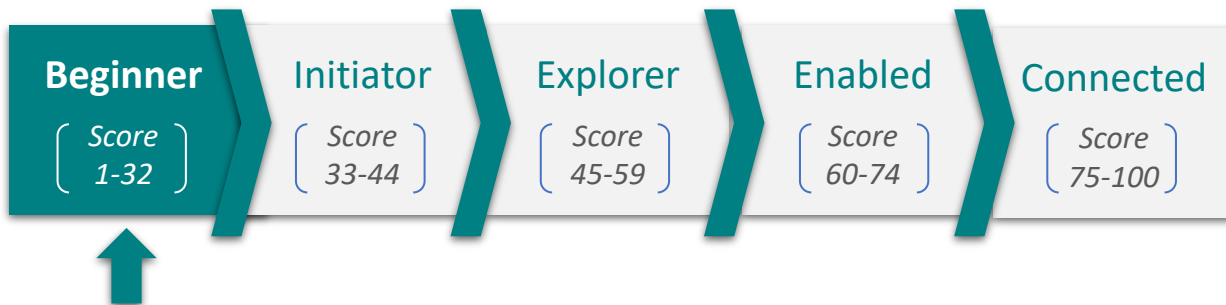 Beginner
Score
1-32
Initiator
Score
33-44
Explorer
Score
45-59
Enabled
Score
60-74
Connected
Score
75-100